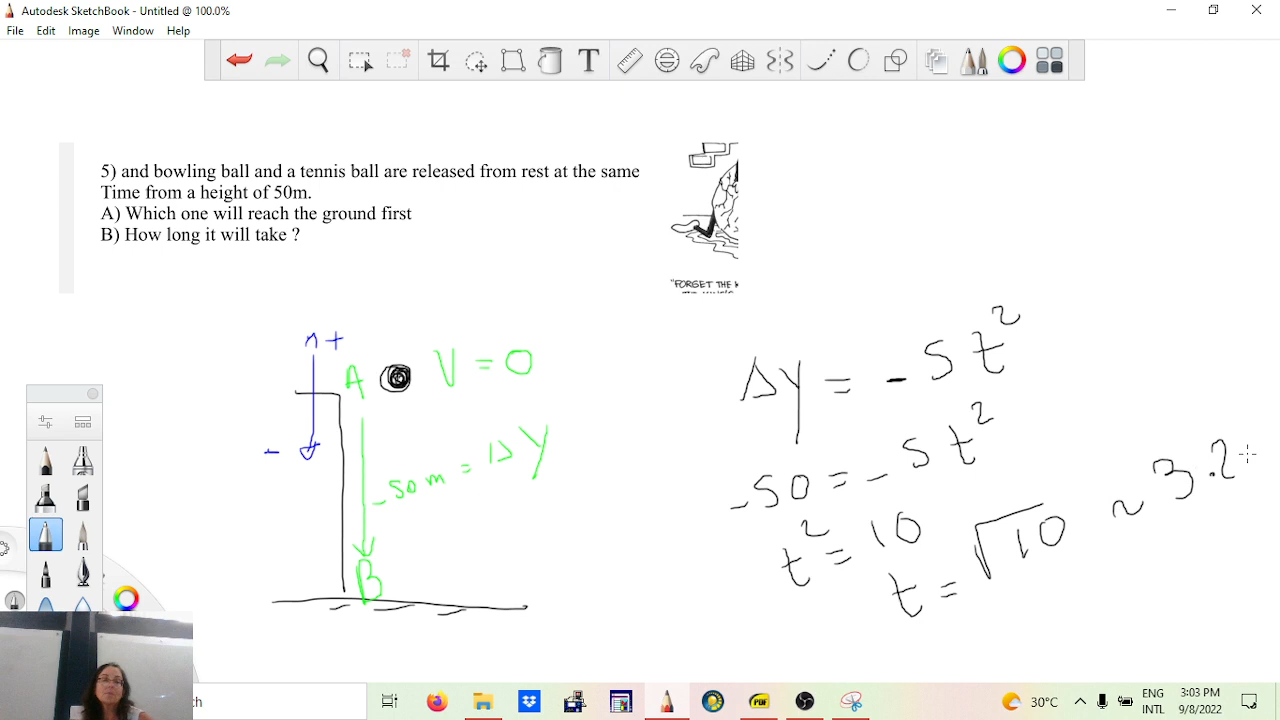 Autodesk SketchBook - Untitled @ 100.0%
File Edit Image Window Help
5) and bowling ball and a tennis ball are released from rest at the same
Time from a height of 50m.
A) Which one will reach the ground first
B) How long it will take ?
"FORGET THE
+
A V = 0
-
-50 m = ΔY
B
ΔY = -5t²
-50 = -5t²
t² = 10
t = √10 ~ 3.2
ch
30°C
ENG
INTL
3:03 PM
9/8/2022